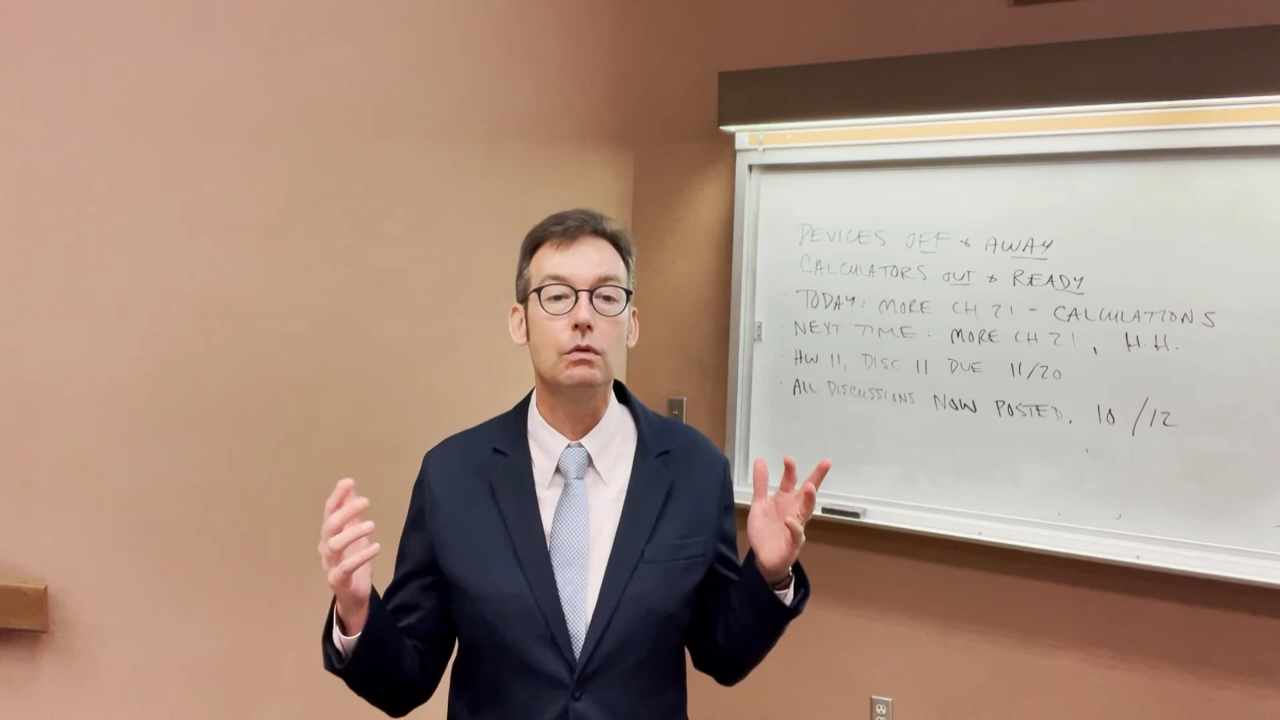 DEVICES OFF & AWAY
CALCULATORS OUT & READY
TODAY: MORE CH 21 - CALCULATIONS
NEXT TIME: MORE CH 21, H.H.
HW 11, DISC 11 DUE 11/20
ALL DISCUSSIONS NOW POSTED. 10/12